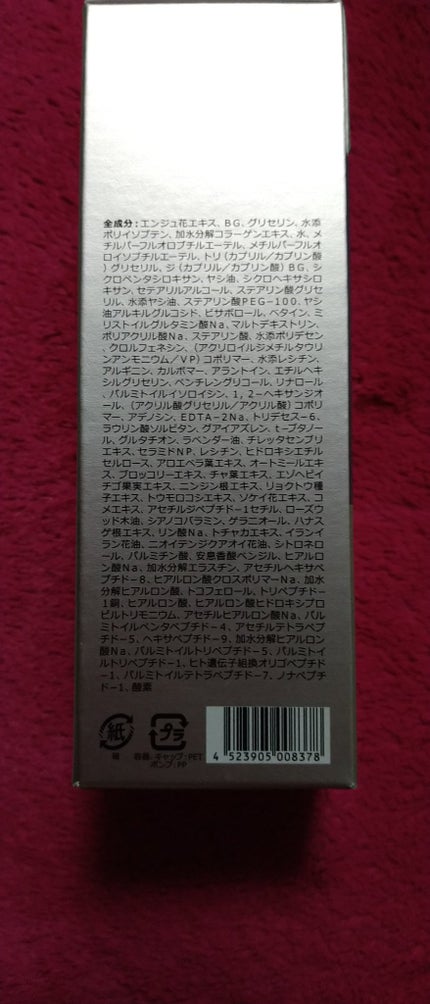 全成分：エンジュ花エキス、BG、グリセリン、水添
ポリイソブテン、加水分解コラーゲンエキス、水、メ
チルパーフルオロブチルエーテル、メチルパーフルオ
ロイソブチルエーテル、トリ（カプリル／カプリン酸
）グリセリル、ジ（カプリル／カプリン酸）BG、シ
クロペンタシロキサン、ヤシ油、シクロヘキサシロ
キサン、セテアリルアルコール、ステアリン酸グリセ
リル、水添ヤシ油、ステアリン酸PEG-100、ヤシ
油アルキルグルコシド、ビサボロール、ベタイン、ミ
リストイルグルタミン酸Na、マルトデキストリン、
ポリアクリル酸Na、ステアリン酸、水添ポリデセン
、クロルフェネシン、（アクリロイルジメチルタウリ
ンアンモニウム／VP）コポリマー、水添レシチン、
アルギニン、カルボマー、アラントイン、エチルヘキ
シルグリセリン、ペンチレングリコール、リナロール
、パルミトイルイソロイシン、1，2-ヘキサンジオ
ール、（アクリル酸グリセリル／アクリル酸）コポリ
マー、アデノシン、EDTA-2Na、トリデセス-6、
ラウリン酸ソルビタン、グアイアズレン、t-ブタノー
ル、グルタチオン、ラベンダー油、チレッタセンブリ
エキス、セラミドNP、レシチン、ヒドロキシエチル
セルロース、アロエベラ葉エキス、オートミールエキ
ス、ブロッコリーエキス、チャ葉エキス、エゾヘビイ
チゴ果実エキス、ニンジン根エキス、リョクトウ種
子エキス、トウモロコシエキス、ソケイ花エキス、コ
メエキス、アセチルジペプチド-1セチル、ローズウ
ッド木油、シアノコバラミン、ゲラニオール、ハナス
ゲ根エキス、リン酸Na、トチャカエキス、イランイ
ラン花油、ニオイテンジクアオイ花油、シトロネロ
ール、パルミチン酸、安息香酸ベンジル、ヒアルロ
ン酸Na、加水分解エラスチン、アセチルヘキサペ
プチド-8、ヒアルロン酸クロスポリマーNa、加水
分解ヒアルロン酸、トコフェロール、トリペプチド-
1銅、ヒアルロン酸、ヒアルロン酸ヒドロキシプロ
ピルトリモニウム、アセチルヒアルロン酸Na、パル
ミトイルペンタペプチド-4、アセチルテトラペプ
チド-5、ヘキサペプチド-9、加水分解ヒアルロン
酸Na、パルミトイルトリペプチド-5、パルミトイ
ルトリペプチド-1、ヒト遺伝子組換オリゴペプチド
-1、パルミトイルテトラペプチド-7、ノナペプチ
ド-1、酸素
紙
プラ
箱
容器、キャップ：PET
ポンプ：PP
4 523905 008378